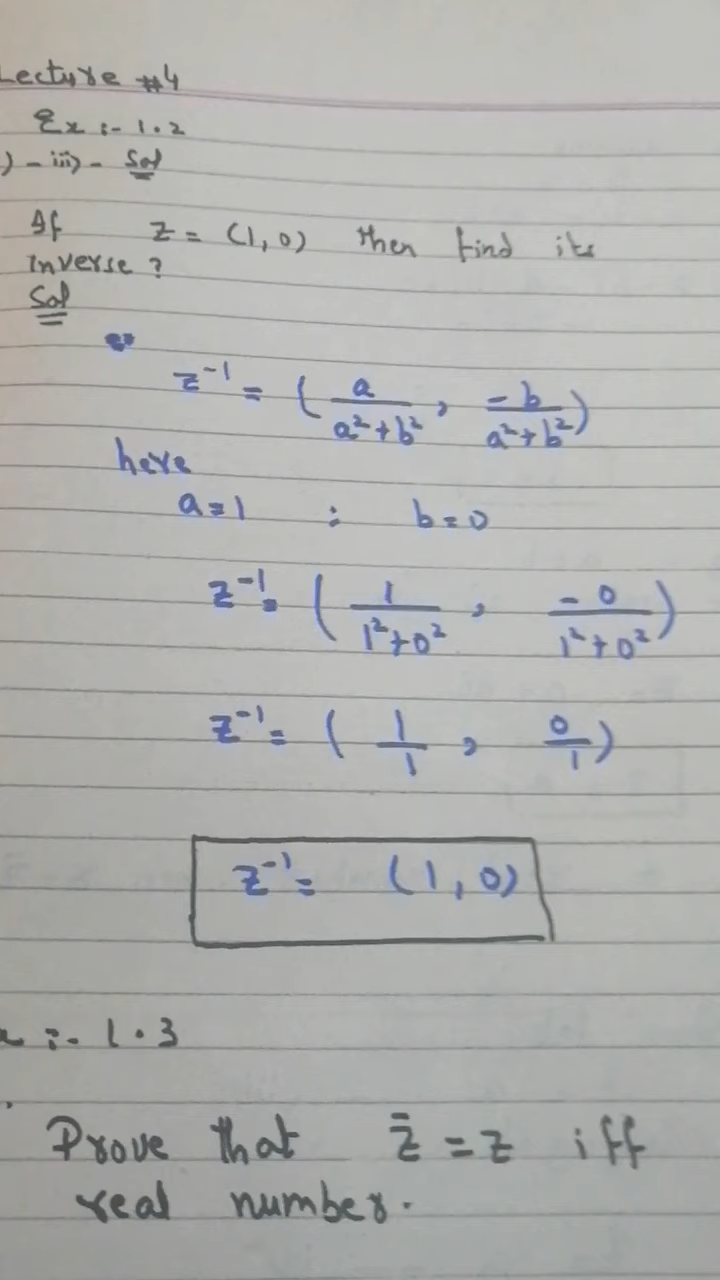 Lecture #4
Ex :- 1.2
) - iii) - Sol
If z = (1,0) then find its
inverse ?
Sol
z⁻¹ = ( a/a²+b² , -b/a²+b² )
here
a=1 : b=0
z⁻¹= ( 1/1²+0² , -0/1²+0² )
z⁻¹= ( 1/1 , 0/1 )
z⁻¹= (1,0)
:- 1.3
Prove that z̄ = z iff
real number.